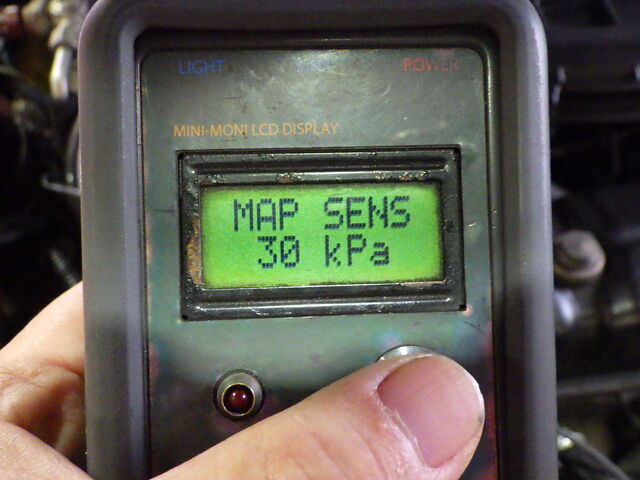 LIGHT POWER
MINI-MONI LCD DISPLAY
MAP SENS
30 kPa